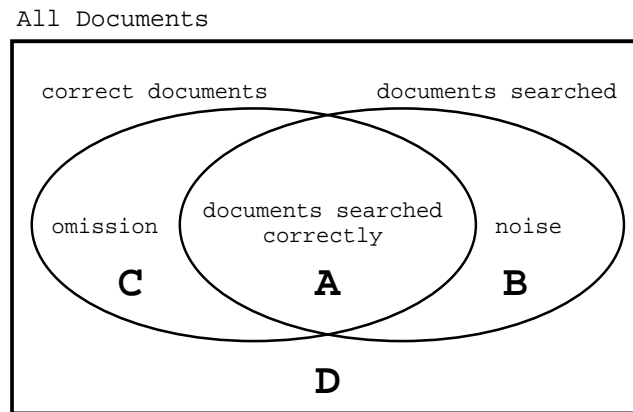 All Documents
correct documents
documents searched
omission
documents searched
correctly
noise
C
A
B
D